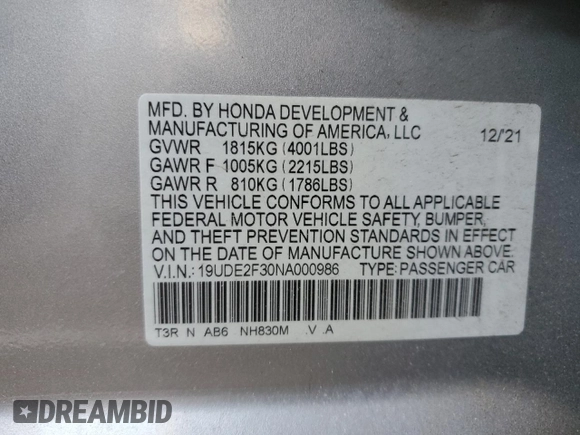 MFD. BY HONDA DEVELOPMENT &
MANUFACTURING OF AMERICA, LLC 12/'21
GVWR 1815KG (4001LBS)
GAWR F 1005KG (2215LBS)
GAWR R 810KG (1786LBS)
THIS VEHICLE CONFORMS TO ALL APPLICABLE
FEDERAL MOTOR VEHICLE SAFETY, BUMPER,
AND THEFT PREVENTION STANDARDS IN EFFECT
ON THE DATE OF MANUFACTURE SHOWN ABOVE.
V.I.N.: 19UDE2F30NA000986 TYPE: PASSENGER CAR
T3R N AB6 NH830M .V .A
DREAMBID